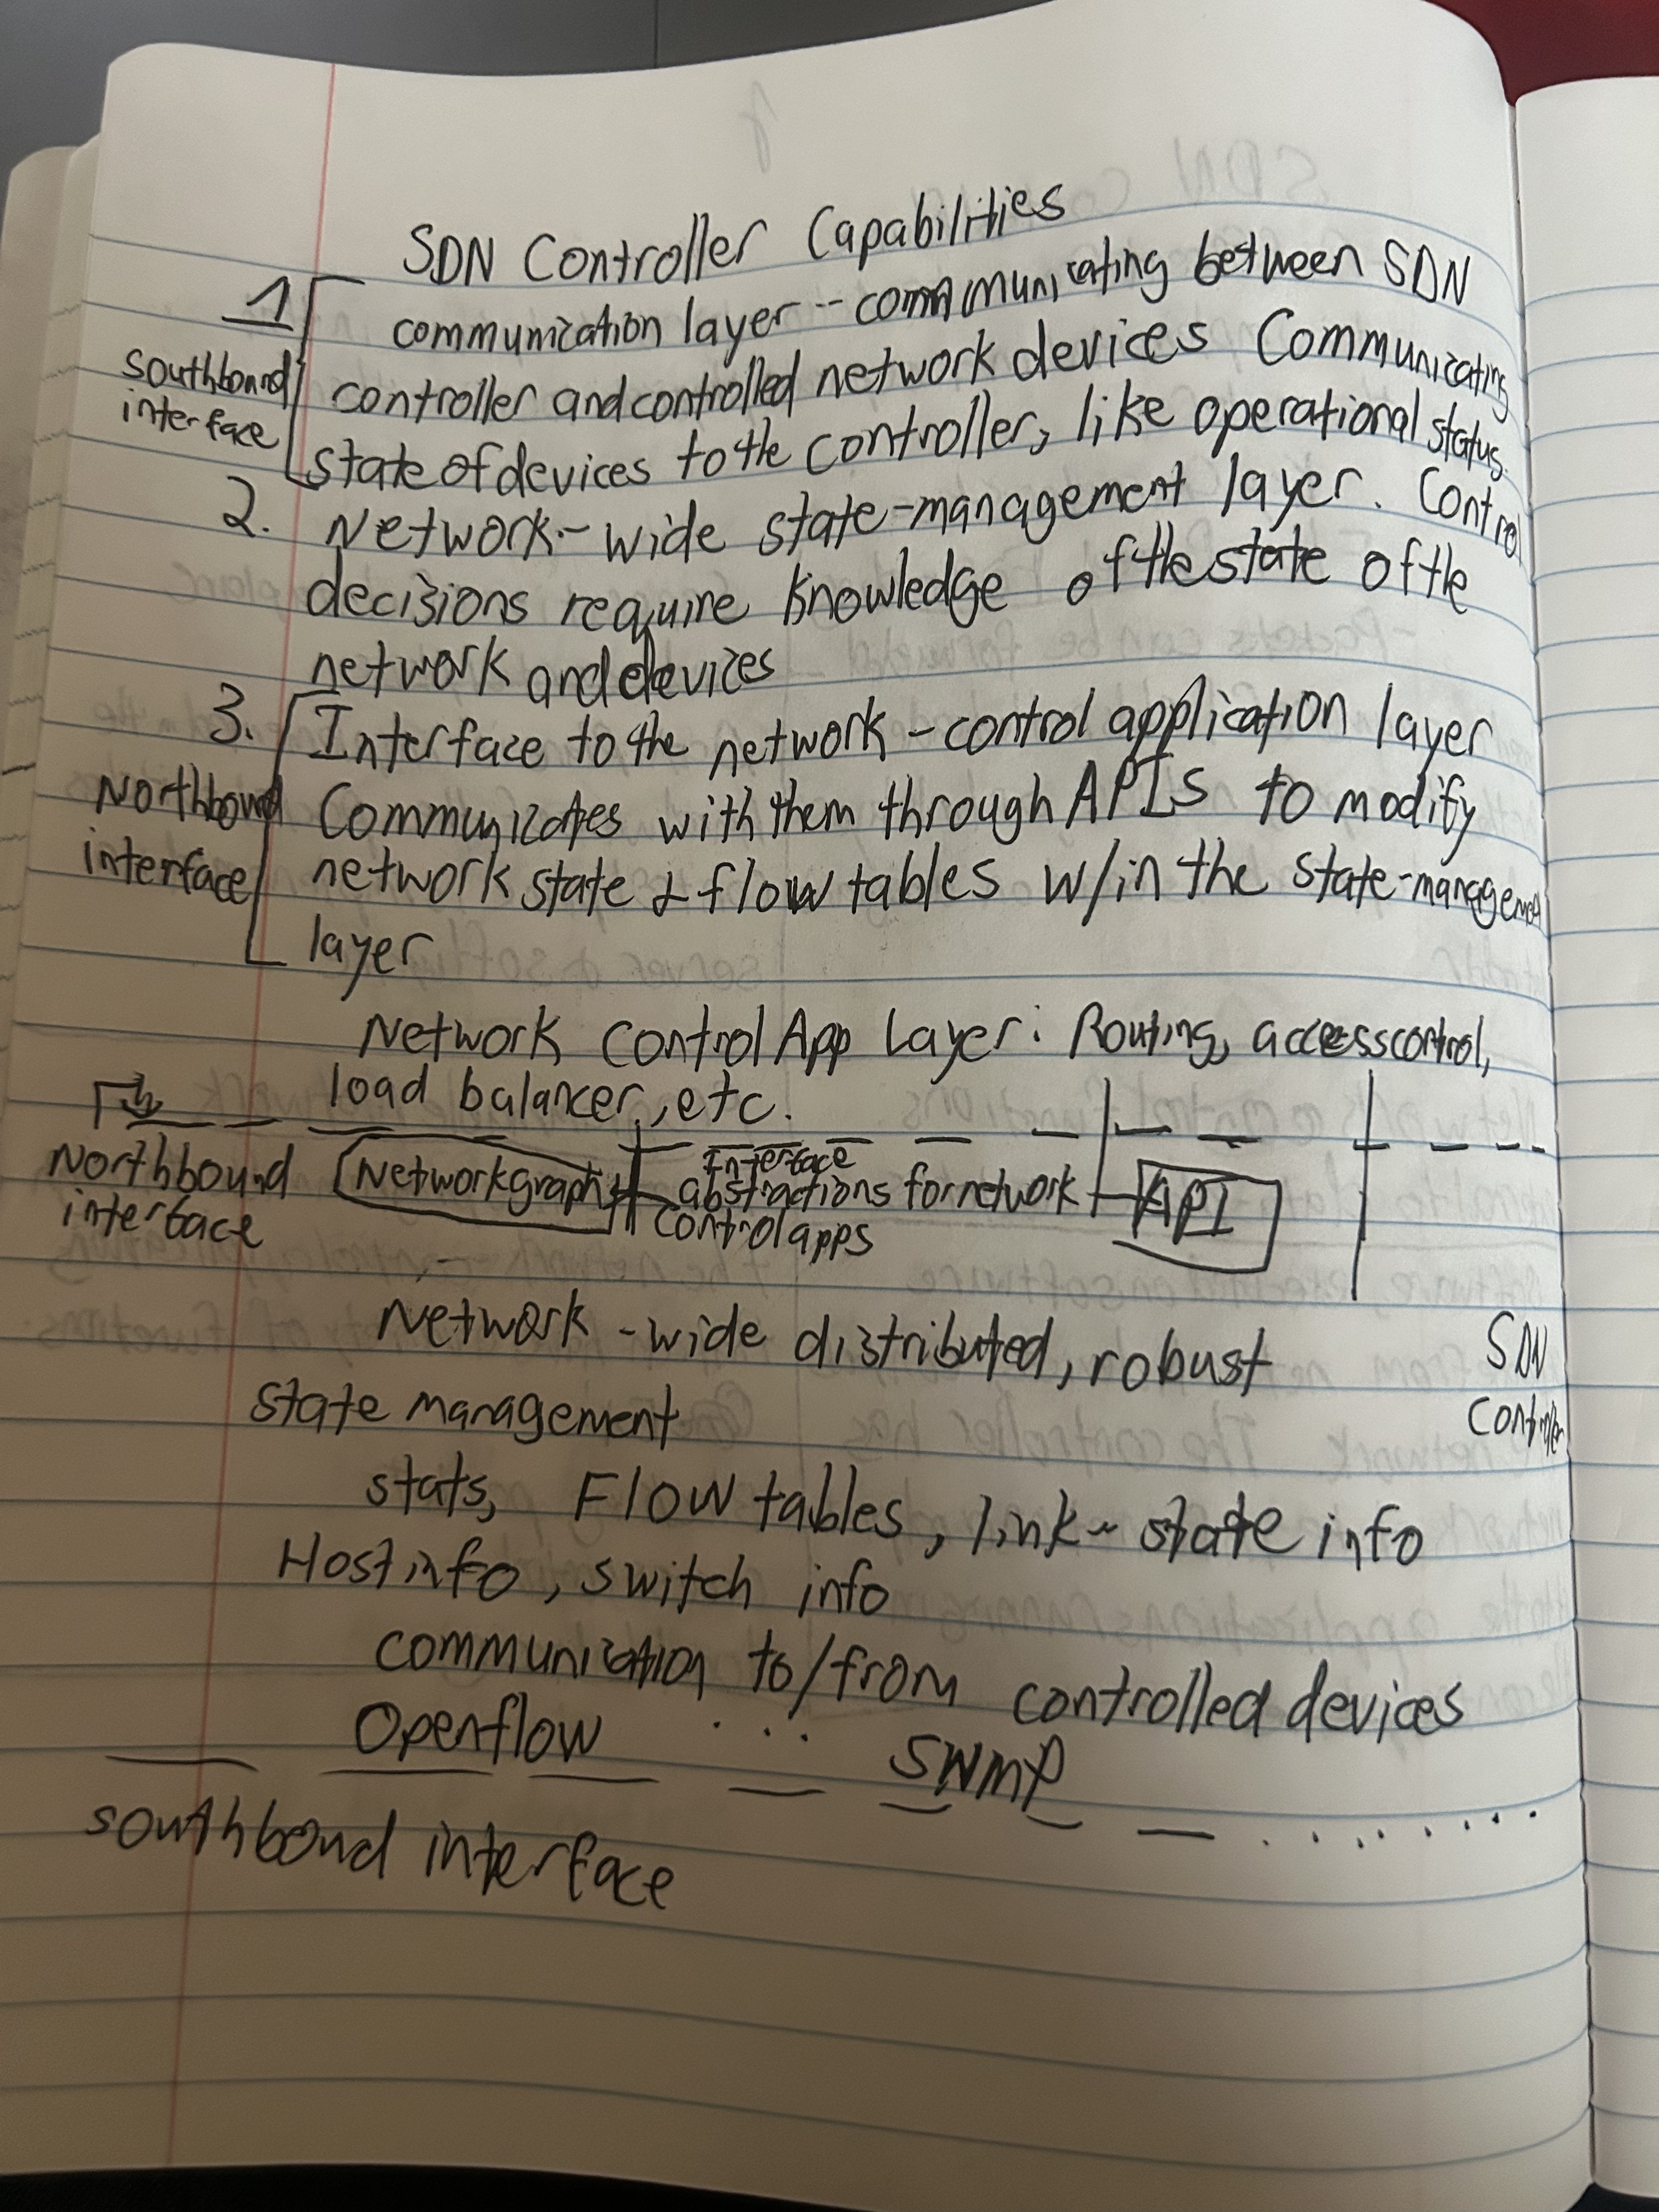 SDN Controller Capabilities
1
communication layer -- communicating between SDN
southbound
controller and controlled network devices Communicating
interface
state of devices to the controller, like operational status.
2. Network-wide state-management layer. Control
decisions require knowledge of the state of the
network and devices
3. Interface to the network-control application layer
Northbound
Communicates with them through APIs to modify
interface
network state & flow tables w/in the state-management
layer
Network Control App Layer: Routing, access control,
load balancer, etc.
Northbound interface
Network graph
Interface
abstractions for network
control apps
API
Network-wide distributed, robust
SDN
state management
Controller
stats, Flow tables, link-state info
Host info, switch info
communication to/from controlled devices
Openflow ... SNMP
southbound interface